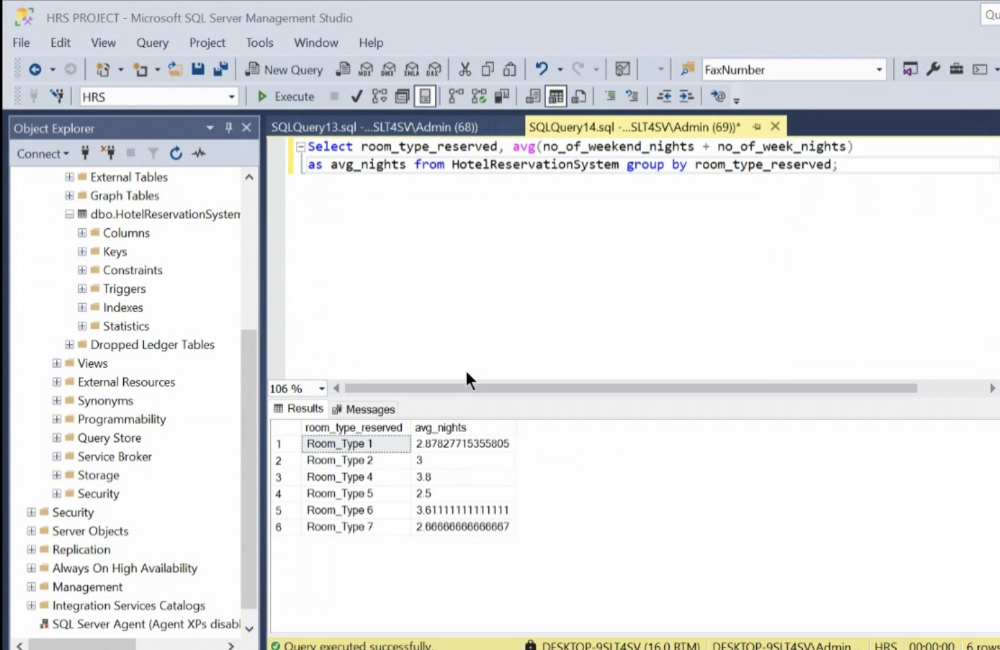 HRS PROJECT - Microsoft SQL Server Management Studio
Qu
File Edit View Query Project Tools Window Help
New Query MDX DMX XMLA DAX FaxNumber
HRS Execute
Object Explorer
SQLQuery13.sql -...SLT4SV\Admin (68))
SQLQuery14.sql -...SLT4SV\Admin (69))*
Connect
External Tables
Graph Tables
dbo.HotelReservationSystem
Columns
Keys
Constraints
Triggers
Indexes
Statistics
Dropped Ledger Tables
Views
External Resources
Synonyms
Programmability
Query Store
Service Broker
Storage
Security
Security
Server Objects
Replication
Always On High Availability
Management
Integration Services Catalogs
SQL Server Agent (Agent XPs disabl
Select room_type_reserved, avg(no_of_weekend_nights + no_of_week_nights)
as avg_nights from HotelReservationSystem group by room_type_reserved;
106 %
Results Messages
room_type_reserved avg_nights
1 Room_Type 1 2.87827715355805
2 Room_Type 2 3
3 Room_Type 4 3.8
4 Room_Type 5 2.5
5 Room_Type 6 3.61111111111111
6 Room_Type 7 2.66666666666667
Query executed successfully. DESKTOP-9SLT4SV (16.0 RTM) DESKTOP-9SLT4SV\Admin ... HRS 00:00:00 6 rows